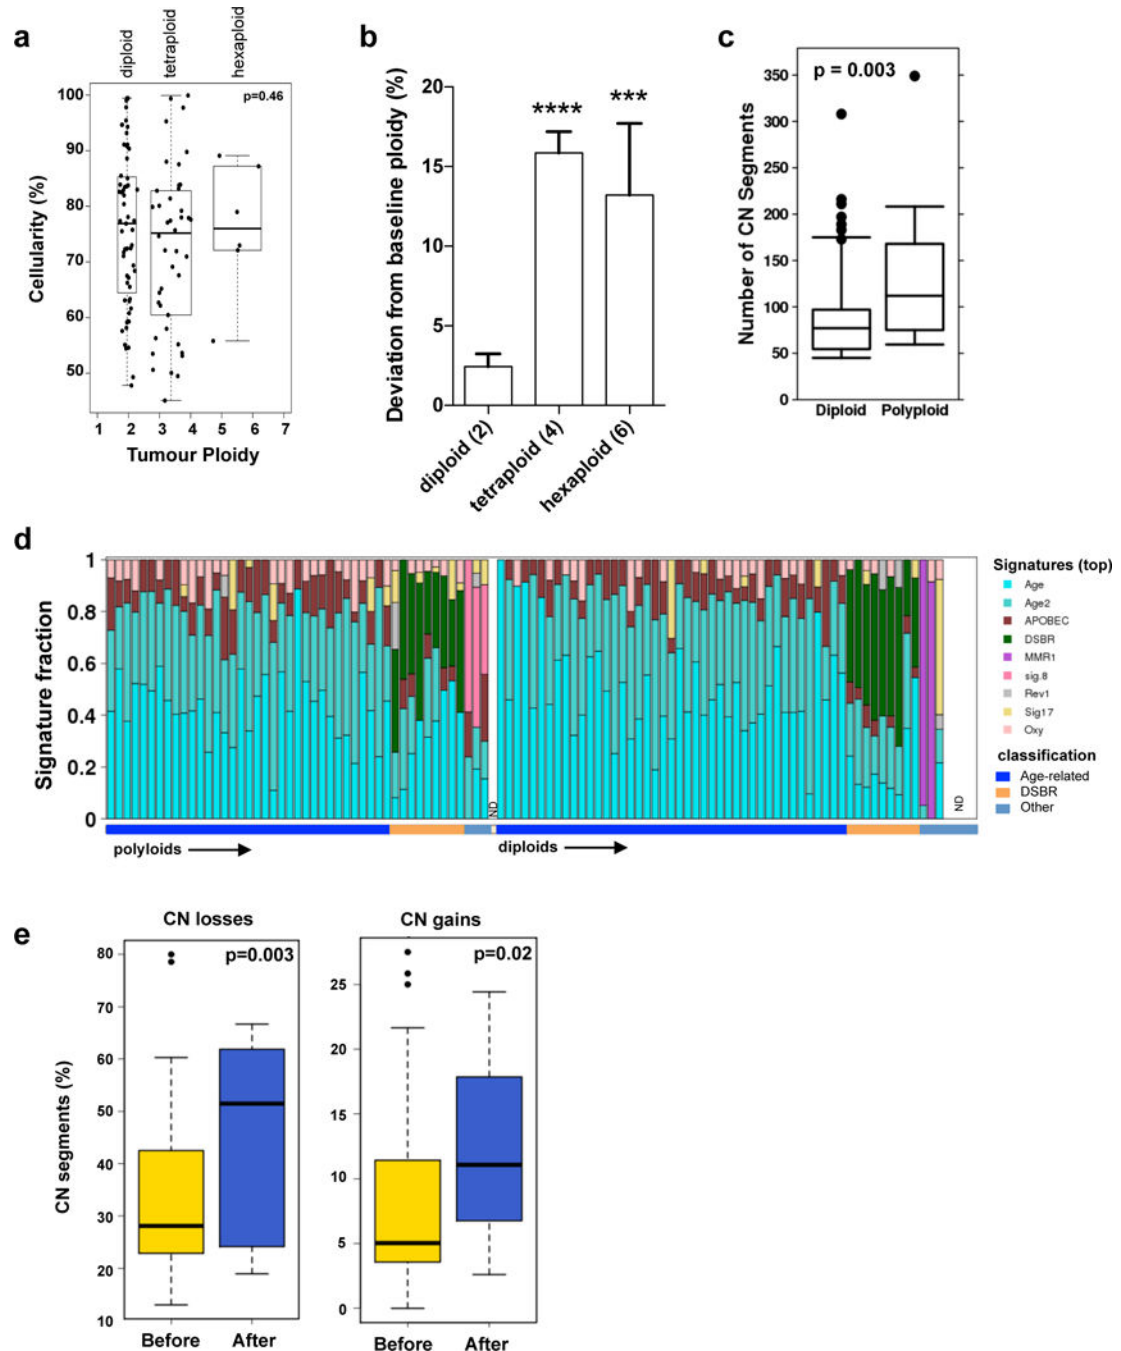 a
diploid
tetraploid
hexaploid
p=0.46
100
90
80
70
60
50
Cellularity (%)
1 2 3 4 5 6 7
Tumour Ploidy
b
20
15
10
5
0
Deviation from baseline ploidy (%)
****
***
diploid (2)
tetraploid (4)
hexaploid (6)
c
p = 0.003
350
300
250
200
150
100
50
0
Number of CN Segments
Diploid Polyploid
d
1
0.8
0.6
0.4
0.2
0
Signature fraction
ND
ND
polyloids
diploids
Signatures (top)
Age
Age2
APOBEC
DSBR
MMR1
sig.8
Rev1
Sig17
Oxy
classification
Age-related
DSBR
Other
e
CN losses
p=0.003
80
70
60
50
40
30
20
10
CN segments (%)
Before After
CN gains
p=0.02
25
20
15
10
5
0
Before After